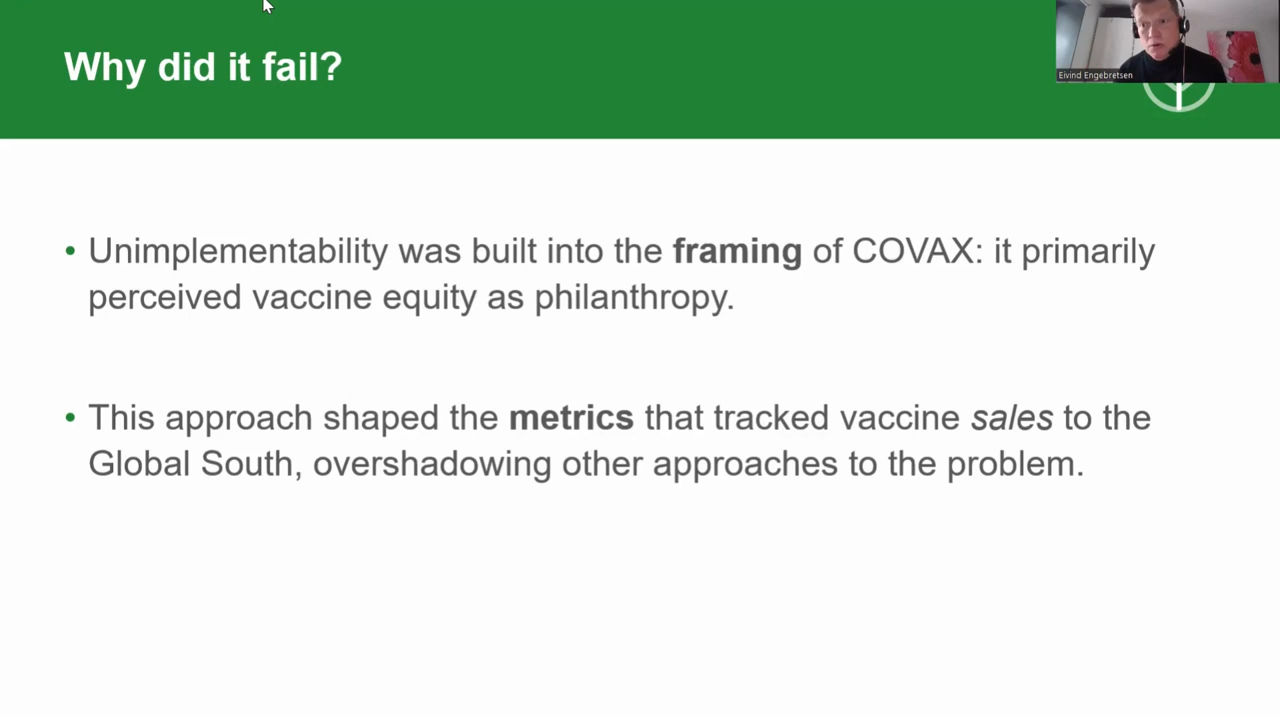 Why did it fail?
Eivind Engebretsen
• Unimplementability was built into the framing of COVAX: it primarily
perceived vaccine equity as philanthropy.
• This approach shaped the metrics that tracked vaccine sales to the
Global South, overshadowing other approaches to the problem.